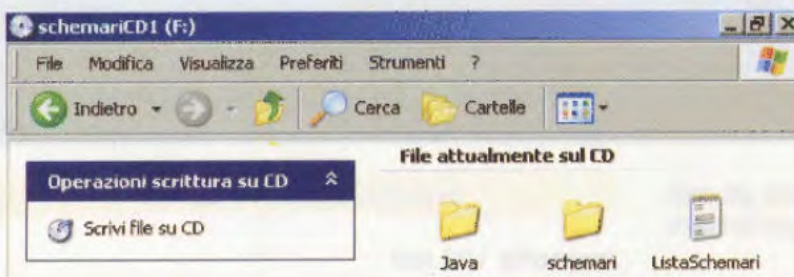 schemariCD1 (F:)
File Modifica Visualizza Preferiti Strumenti ?
Indietro Cerca Cartelle
File attualmente sul CD
Operazioni scrittura su CD
Scrivi file su CD
Java schemari ListaSchemari